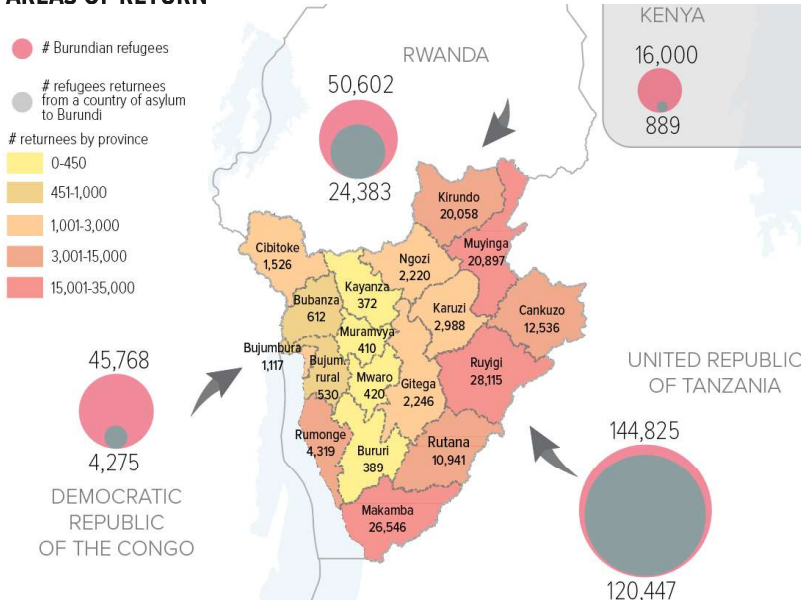 AREAS OF RETURN
# Burundian refugees
# refugees returnees
from a country of asylum
to Burundi
# returnees by province
0-450
451-1,000
1,001-3,000
3,001-15,000
15,001-35,000
RWANDA
50,602
24,383
KENYA
16,000
889
Kirundo
20,058
Muyinga
20,897
Cibitoke
1,526
Ngozi
2,220
Kayanza
372
Bubanza
612
Karuzi
2,988
Cankuzo
12,536
Muramvya
410
Bujumbura
1,117
Bujum.
rural
530
Mwaro
420
Gitega
2,246
Ruyigi
28,115
Rumonge
4,319
Bururi
389
Rutana
10,941
Makamba
26,546
45,768
4,275
DEMOCRATIC
REPUBLIC
OF THE CONGO
UNITED REPUBLIC
OF TANZANIA
144,825
120,447